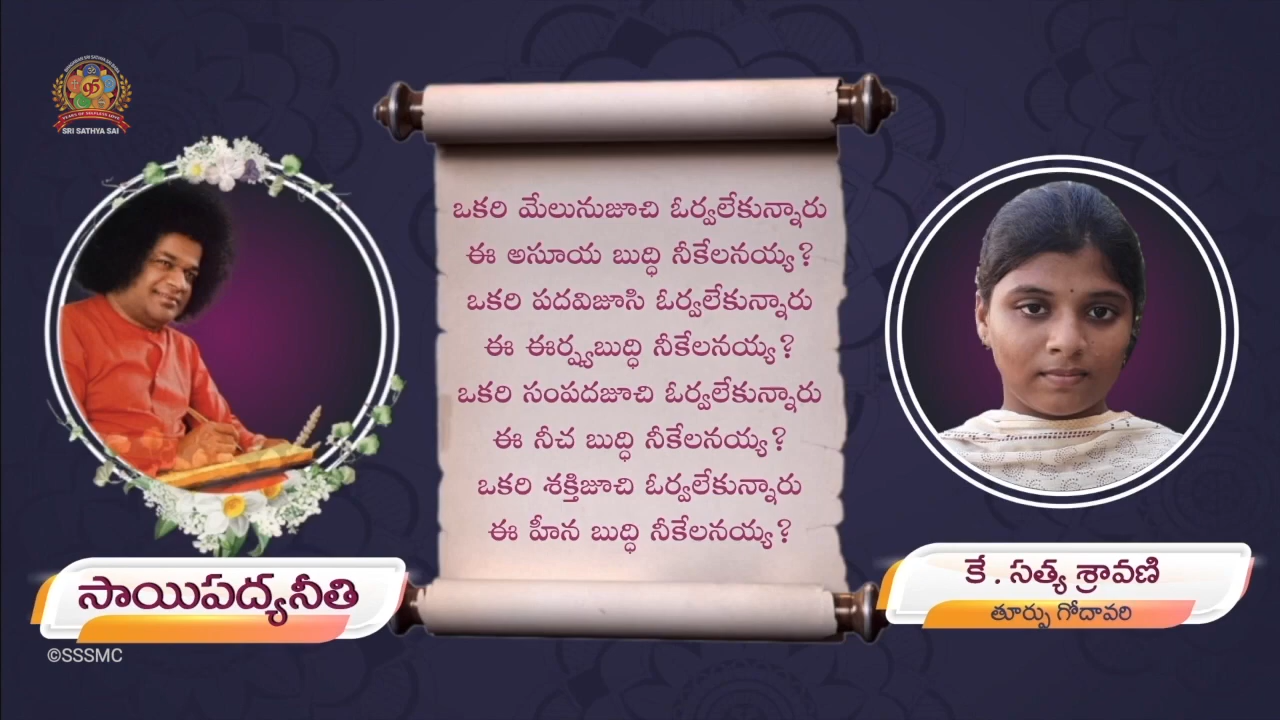 SRI SATHYA SAI
ఒకరి మేలునుజూచి ఓర్వలేకున్నారు
ఈ అసూయ బుద్ధి నీకేలనయ్య?
ఒకరి పదవిజూసి ఓర్వలేకున్నారు
ఈ ఈర్ష్యబుద్ధి నీకేలనయ్య?
ఒకరి సంపదజూచి ఓర్వలేకున్నారు
ఈ నీచ బుద్ధి నీకేలనయ్య?
ఒకరి శక్తిజూచి ఓర్వలేకున్నారు
ఈ హీన బుద్ధి నీకేలనయ్య?
సాయిపద్యనీతి
©SSSMC
కే . సత్య శ్రావణి
తూర్పు గోదావరి